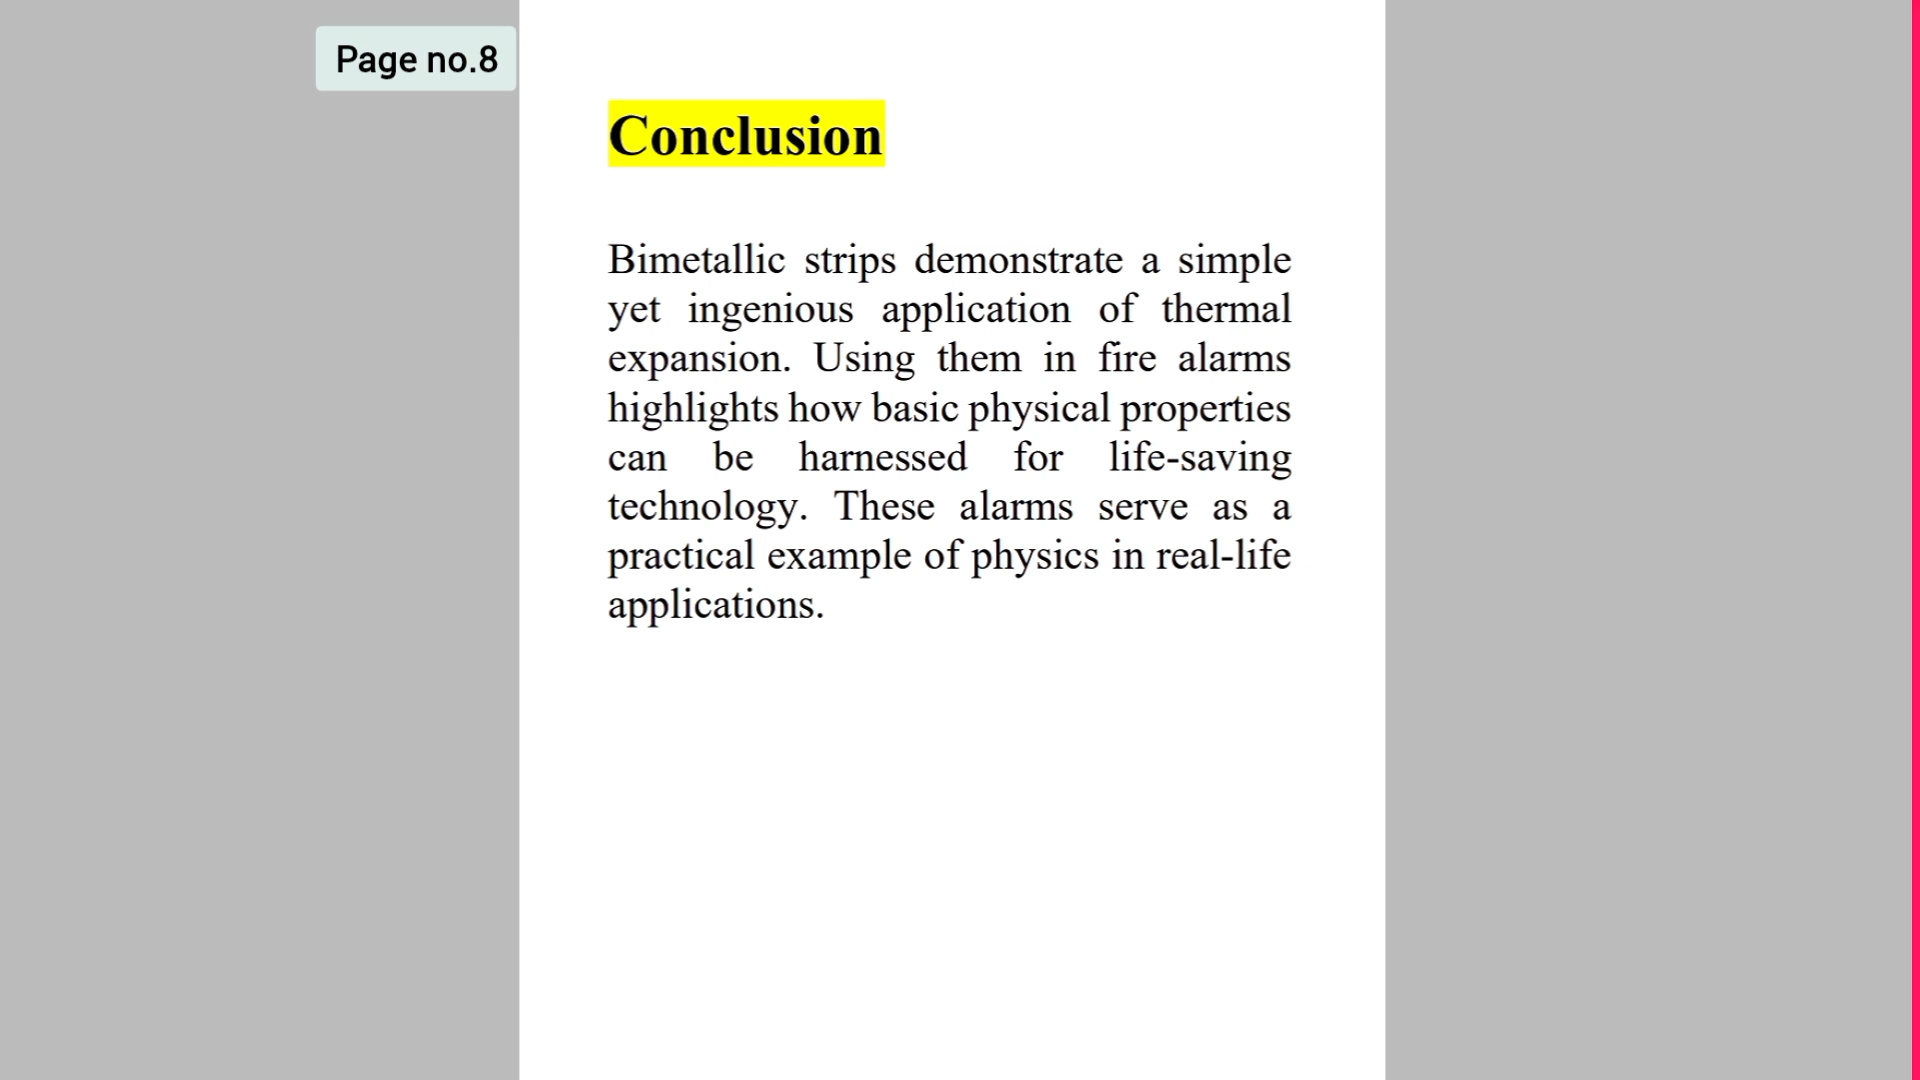 Page no.8
Conclusion
Bimetallic strips demonstrate a simple
yet ingenious application of thermal
expansion. Using them in fire alarms
highlights how basic physical properties
can be harnessed for life-saving
technology. These alarms serve as a
practical example of physics in real-life
applications.